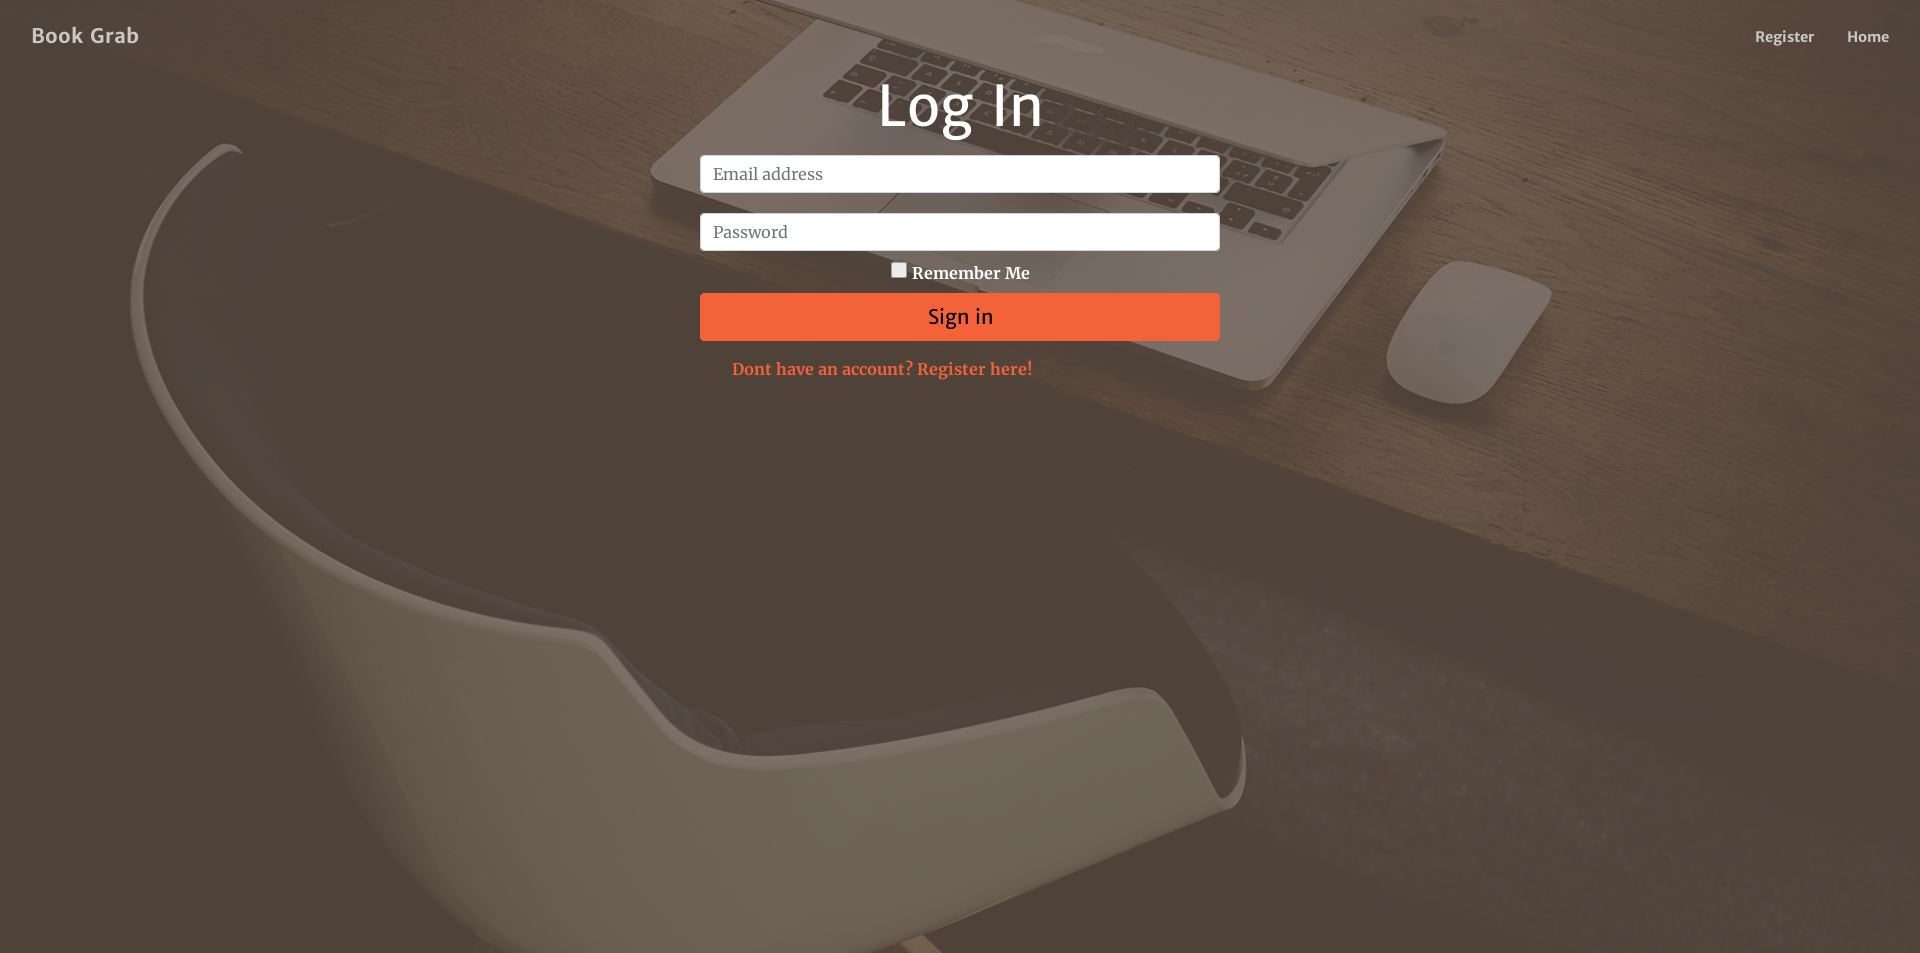 Book Grab
Register
Home
Log In
Email address
Password
Remember Me
Sign in
Dont have an account? Register here!